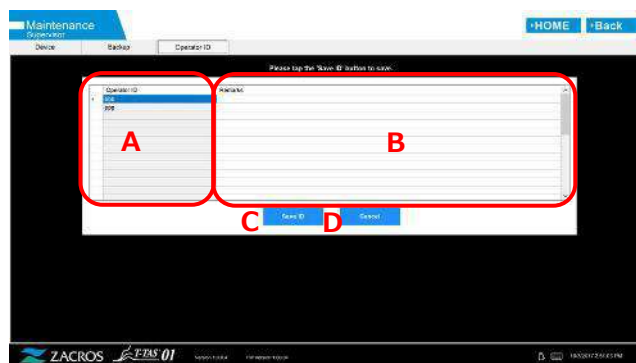 Maintenance
Supervisor
‹HOME
‹Back
Device
Backup
Operator ID
Please tap the 'Save ID' button to save.
Operator ID
Remarks
A
B
C
Save ID
D
Cancel
ZACROS
T-TAS 01